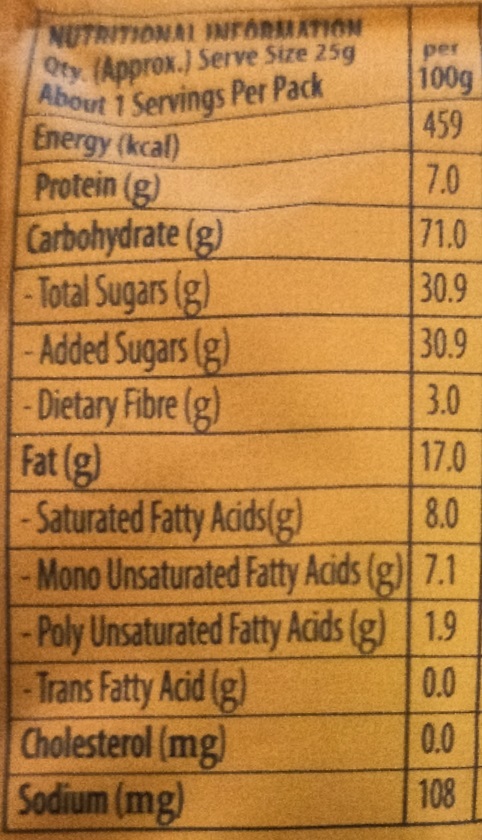 NUTRITIONAL INFORMATION
Qty. (Approx.) Serve Size 25g
About 1 Servings Per Pack
per
100g
Energy (kcal) 459
Protein (g) 7.0
Carbohydrate (g) 71.0
- Total Sugars (g) 30.9
- Added Sugars (g) 30.9
- Dietary Fibre (g) 3.0
Fat (g) 17.0
- Saturated Fatty Acids(g) 8.0
- Mono Unsaturated Fatty Acids (g) 7.1
- Poly Unsaturated Fatty Acids (g) 1.9
- Trans Fatty Acid (g) 0.0
Cholesterol (mg) 0.0
Sodium (mg) 108